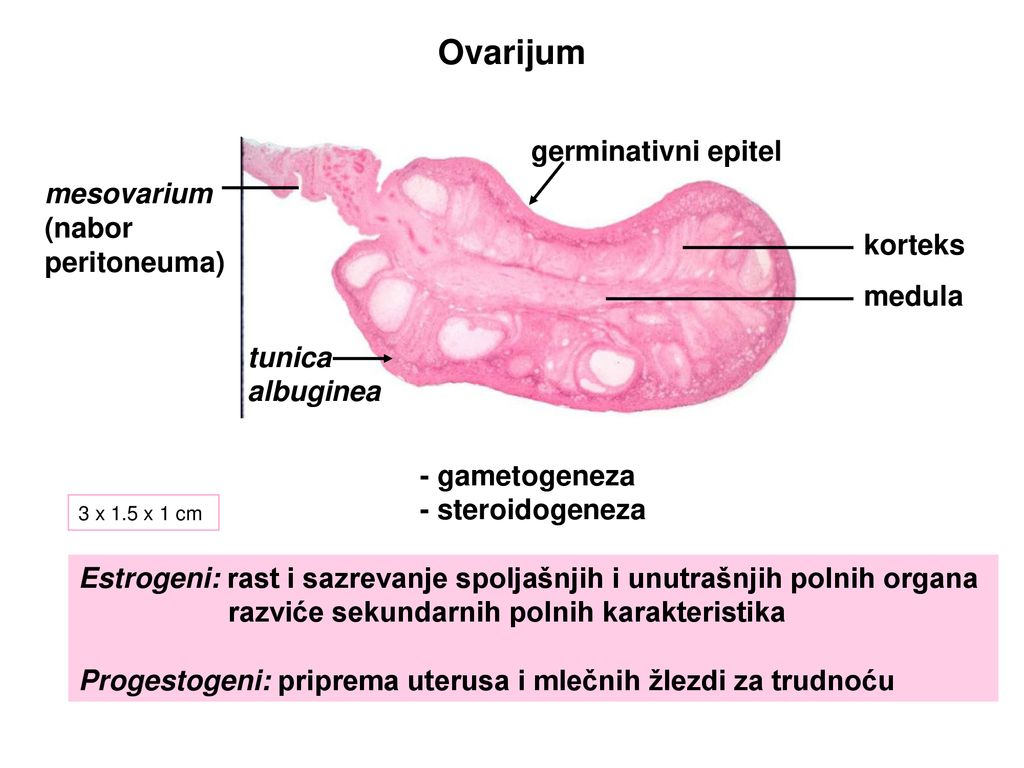 Ovarijum
germinativni epitel
mesovarium
(nabor
peritoneuma)
korteks
medula
tunica
albuginea
- gametogeneza
- steroidogeneza
3 x 1.5 x 1 cm
Estrogeni: rast i sazrevanje spoljašnjih i unutrašnjih polnih organa
razviće sekundarnih polnih karakteristika
Progestogeni: priprema uterusa i mlečnih žlezdi za trudnoću